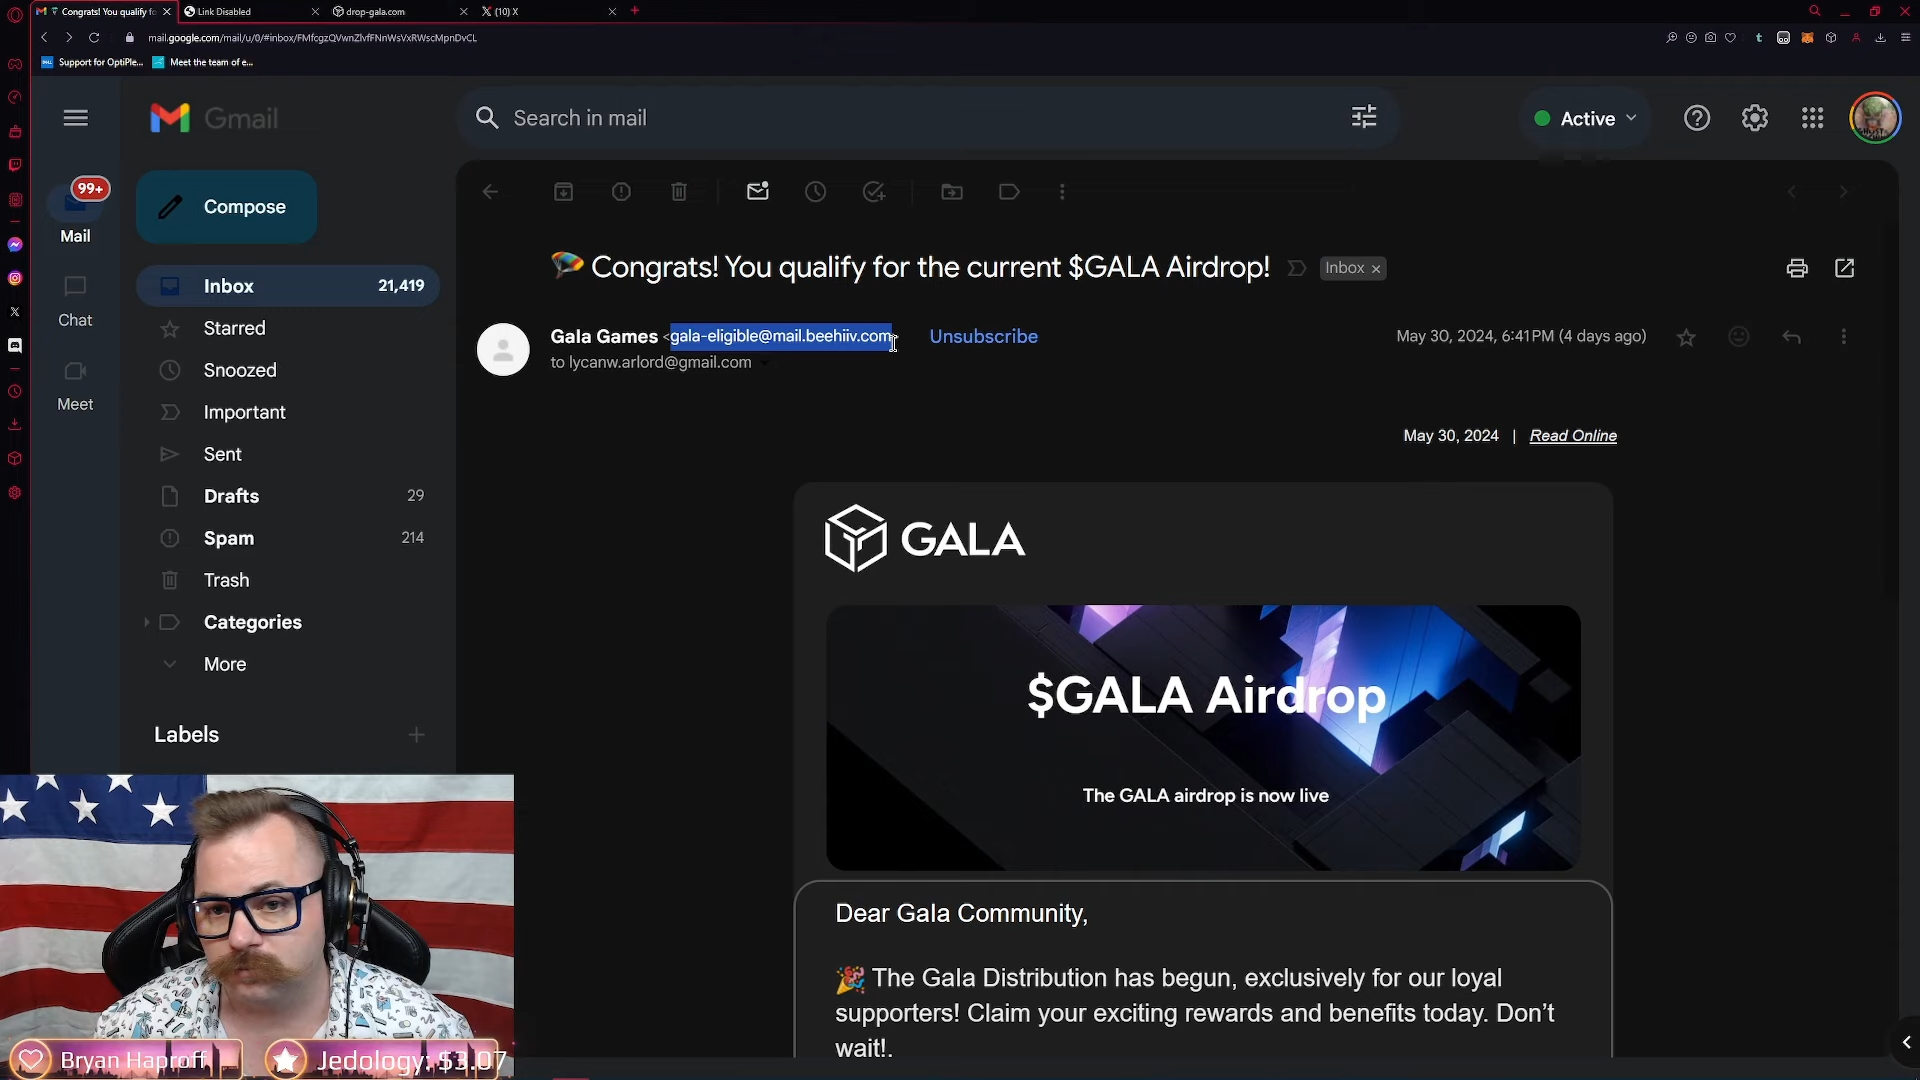 Congrats! You qualify fo
Link Disabled
drop-gala.com
(10) X
mail.google.com/mail/u/0/#inbox/FMfcgzQVwnZlvfFNnWsVxRWscMpnDvCL
Support for OptiPle...
Meet the team of e...
Gmail
Search in mail
Active
99+
Mail
Chat
Meet
Compose
Inbox 21,419
Starred
Snoozed
Important
Sent
Drafts 29
Spam 214
Trash
Categories
More
Labels
Congrats! You qualify for the current $GALA Airdrop!
Inbox ×
Gala Games <gala-eligible@mail.beehiiv.com> Unsubscribe
May 30, 2024, 6:41 PM (4 days ago)
to lycanw.arlord@gmail.com
May 30, 2024 | Read Online
GALA
$GALA Airdrop
The GALA airdrop is now live
Dear Gala Community,
🎉 The Gala Distribution has begun, exclusively for our loyal
supporters! Claim your exciting rewards and benefits today. Don’t
wait!.
Bryan Haproff
Jedology: $3.07